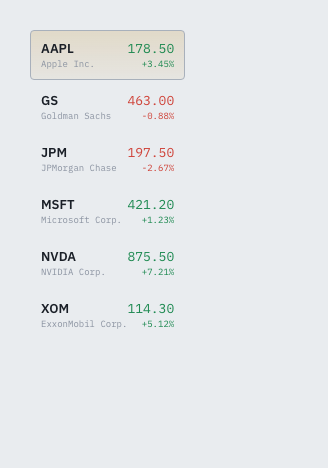 AAPL 178.50
Apple Inc. +3.45%
GS 463.00
Goldman Sachs -0.88%
JPM 197.50
JPMorgan Chase -2.67%
MSFT 421.20
Microsoft Corp. +1.23%
NVDA 875.50
NVIDIA Corp. +7.21%
XOM 114.30
ExxonMobil Corp. +5.12%